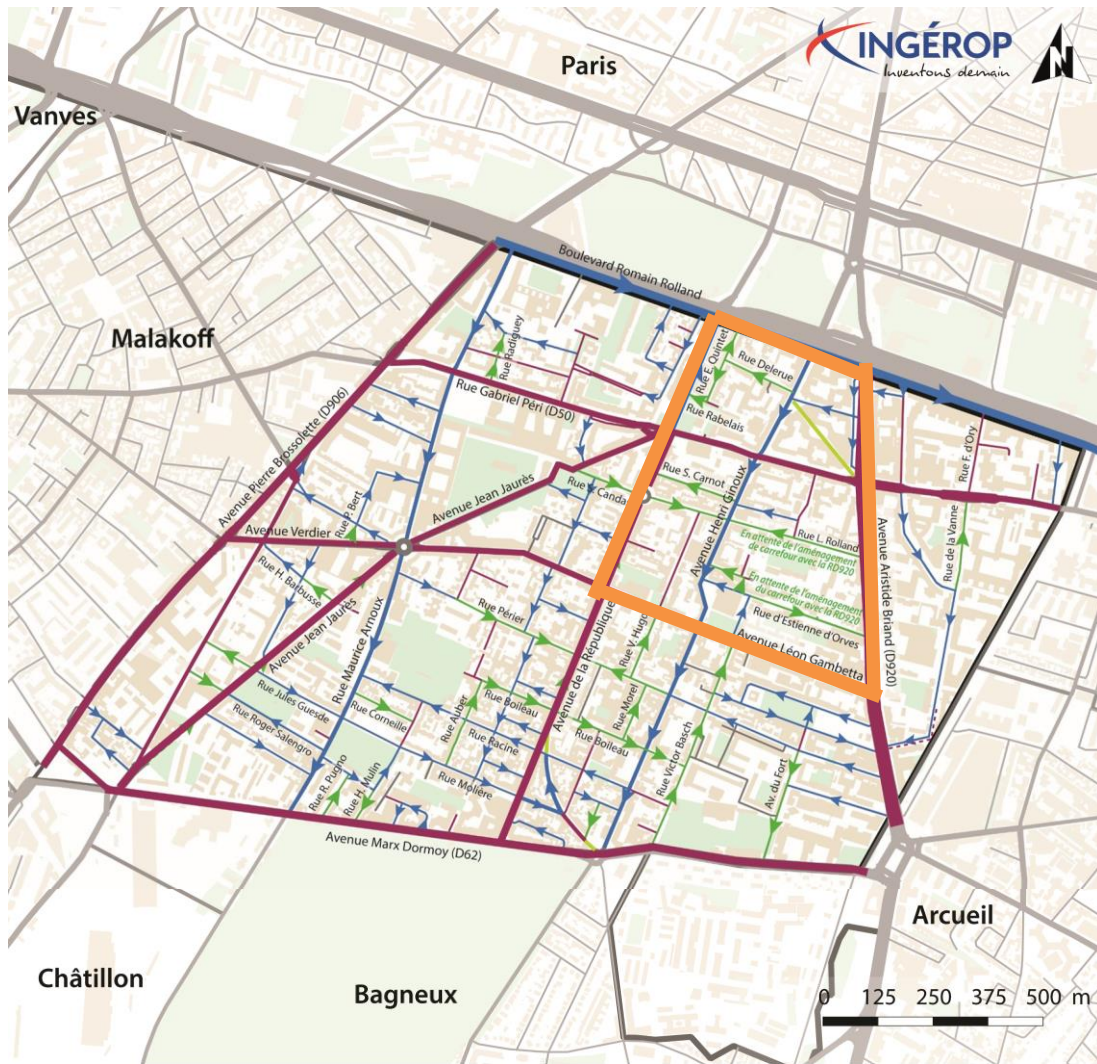 INGÉROP
Inventons demain
N
Paris
Vanves
Malakoff
Boulevard Romain Rolland
Rue Radiguey
Rue E. Quintet
Rue Delerue
Rue Gabriel Péri (D50)
Rue Rabelais
Avenue Pierre Brossolette (D906)
Rue F. d'Ory
Avenue Jean Jaurès
Rue S. Carnot
Canda
Avenue Henri Ginoux
Rue P. Bert
Avenue Verdier
Rue L. Rolland
En attente de l'aménagement
de carrefour avec la RD920
Avenue Aristide Briand (D920)
Rue de la Vanne
Rue H. Barbusse
En attente de l'aménagement
du carrefour avec la RD920
Rue Périer
Rue V. Hugo
Rue d'Estienne d'Orves
Avenue Jean Jaurès
Avenue Léon Gambetta
Rue Maurice Arnoux
Avenue de la République
Rue Jules Guesde
Rue Corneille
Rue Auber
Rue Boileau
Rue Morel
Rue Roger Salengro
Rue Racine
Rue Boileau
Rue Victor Basch
Rue R. Pugno
Rue H. Mulin
Rue Molière
Av. du Fort
Avenue Marx Dormoy (D62)
Arcueil
Châtillon
Bagneux
0 125 250 375 500 m